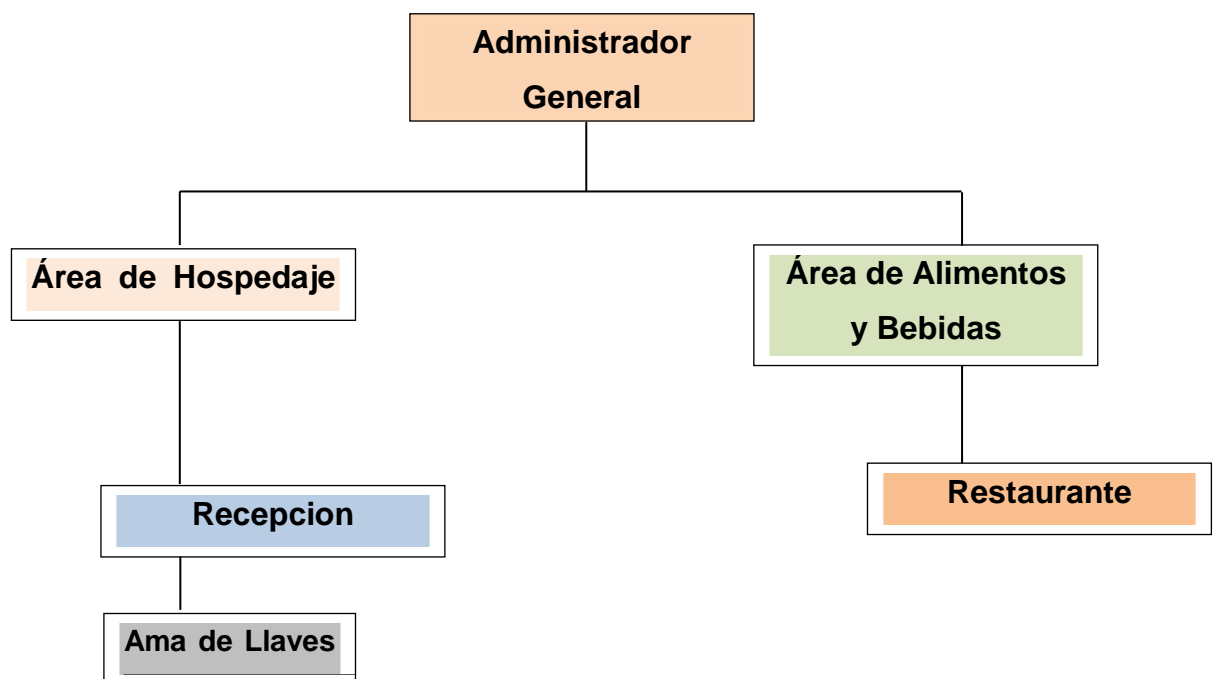 Administrador
General
Área de Hospedaje
Área de Alimentos
y Bebidas
Recepcion
Restaurante
Ama de Llaves